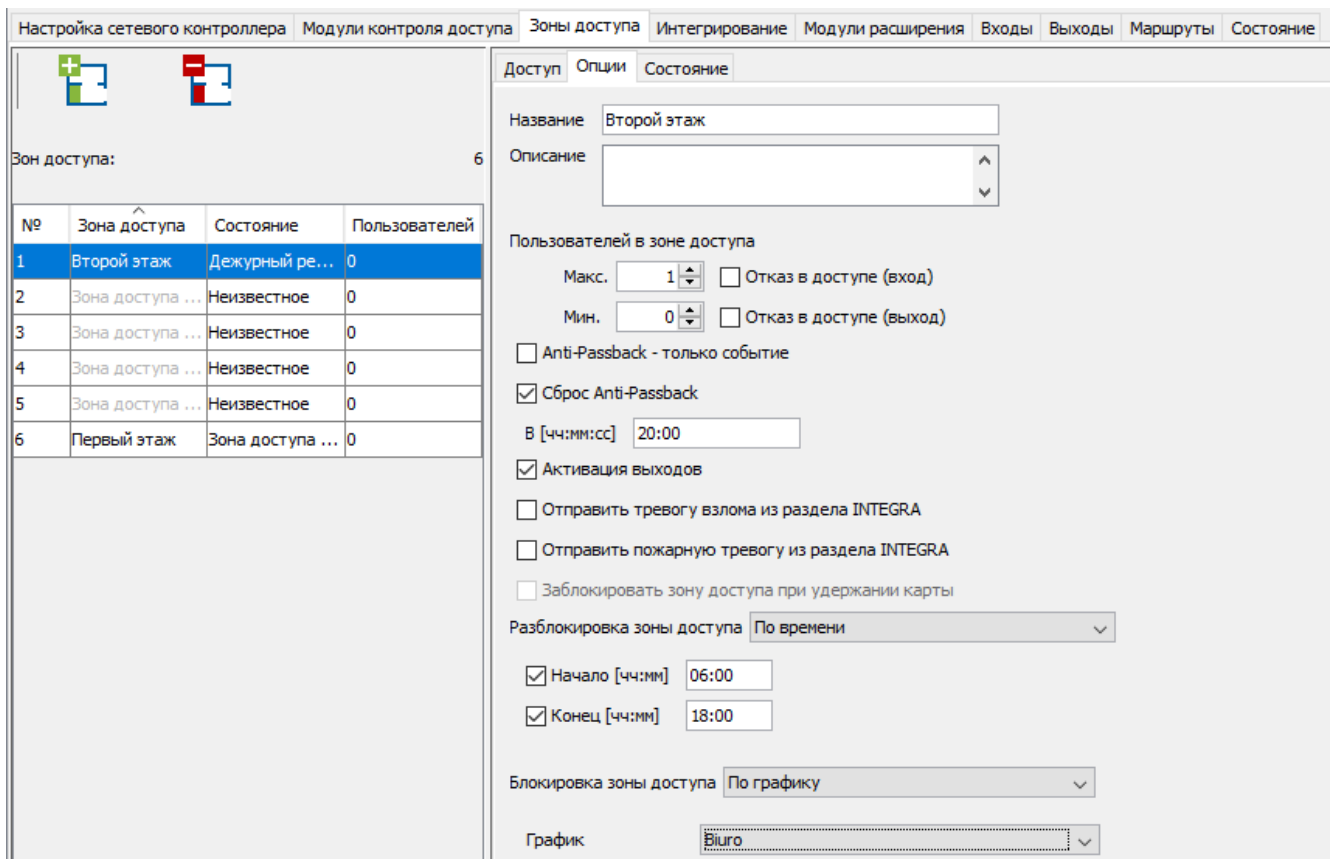 Настройка сетевого контроллера Модули контроля доступа Зоны доступа Интегрирование Модули расширения Входы Выходы Маршруты Состояние
Зон доступа: 6
№ Зона доступа Состояние Пользователей
1 Второй этаж Дежурный ре... 0
2 Зона доступа ... Неизвестное 0
3 Зона доступа ... Неизвестное 0
4 Зона доступа ... Неизвестное 0
5 Зона доступа ... Неизвестное 0
6 Первый этаж Зона доступа ... 0
Доступ Опции Состояние
Название Второй этаж
Описание
Пользователей в зоне доступа
Макс. 1 Отказ в доступе (вход)
Мин. 0 Отказ в доступе (выход)
Anti-Passback - только событие
Сброс Anti-Passback
В [чч:мм:сс] 20:00
Активация выходов
Отправить тревогу взлома из раздела INTEGRA
Отправить пожарную тревогу из раздела INTEGRA
Заблокировать зону доступа при удержании карты
Разблокировка зоны доступа По времени
Начало [чч:мм] 06:00
Конец [чч:мм] 18:00
Блокировка зоны доступа По графику
График Biuro